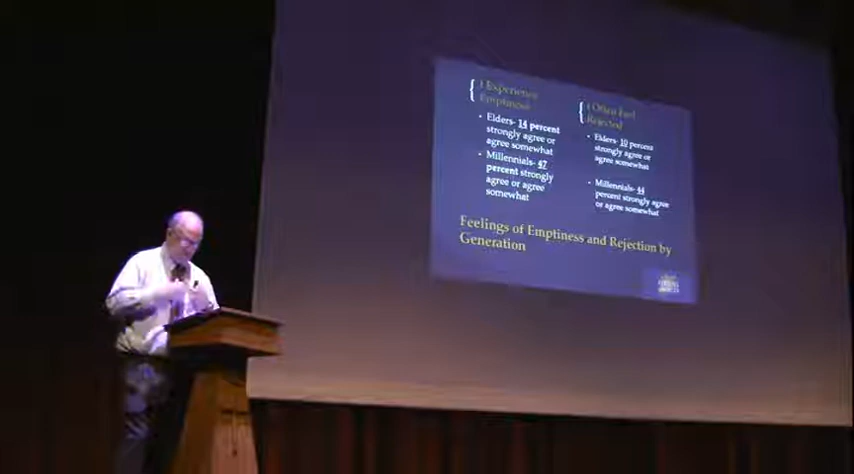 I Experience
Emptiness
• Elders- 14 percent
strongly agree or
agree somewhat
• Millennials- 47
percent strongly
agree or agree
somewhat
I Often Feel
Rejected
• Elders- 10 percent
strongly agree or
agree somewhat
• Millennials- 44
percent strongly agree
or agree somewhat
Feelings of Emptiness and Rejection by
Generation